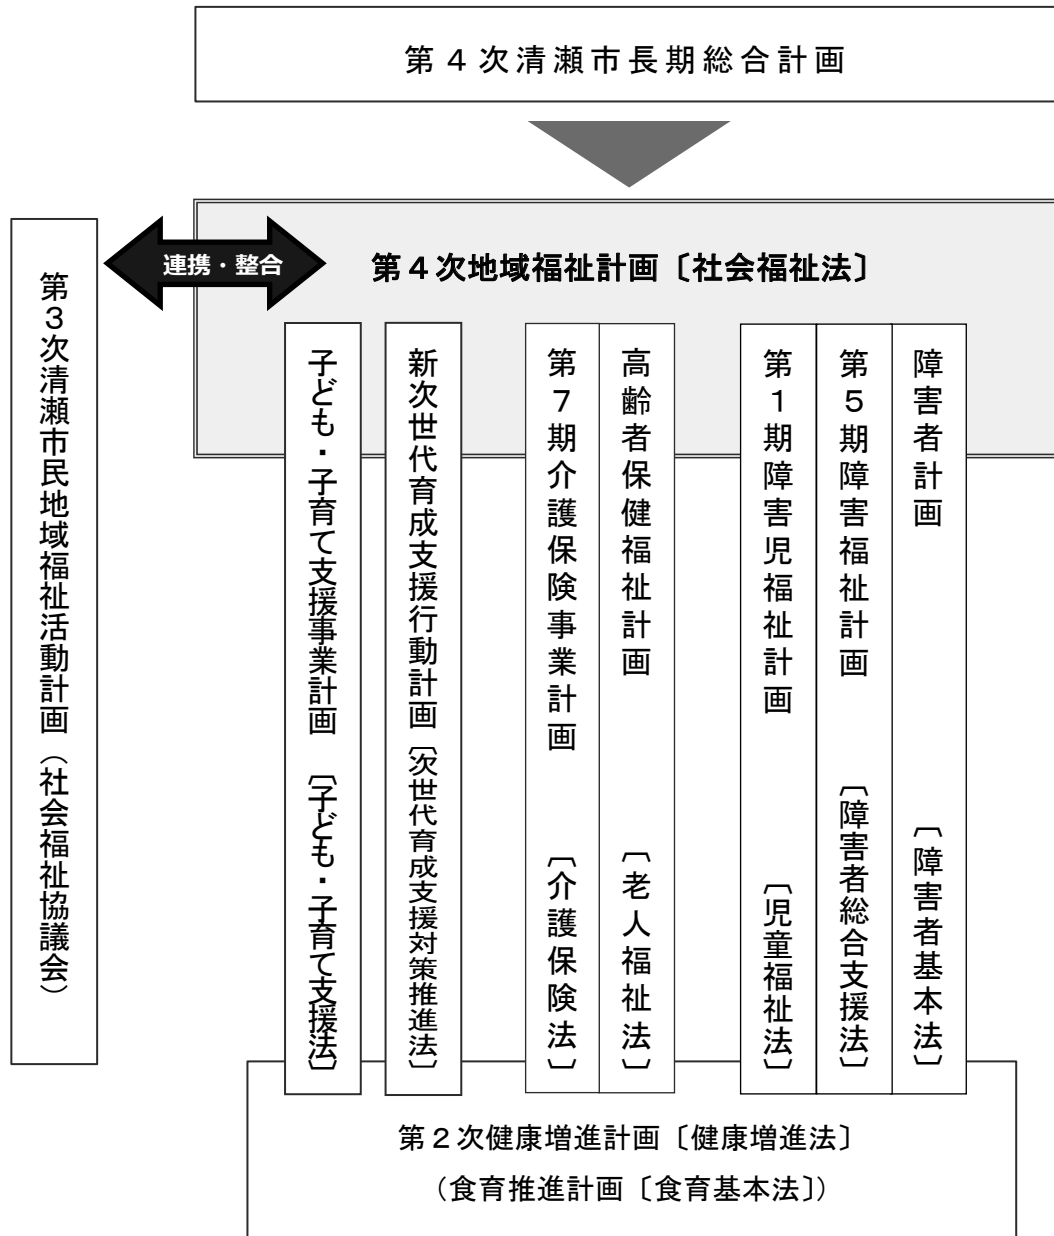 第４次清瀬市長期総合計画
連携・整合
第４次地域福祉計画〔社会福祉法〕
第３次清瀬市民地域福祉活動計画（社会福祉協議会）
子ども・子育て支援事業計画〔子ども・子育て支援法〕
新次世代育成支援行動計画〔次世代育成支援対策推進法〕
第７期介護保険事業計画〔介護保険法〕
高齢者保健福祉計画〔老人福祉法〕
第１期障害児福祉計画〔児童福祉法〕
第５期障害福祉計画〔障害者総合支援法〕
障害者計画〔障害者基本法〕
第２次健康増進計画〔健康増進法〕
（食育推進計画〔食育基本法〕）